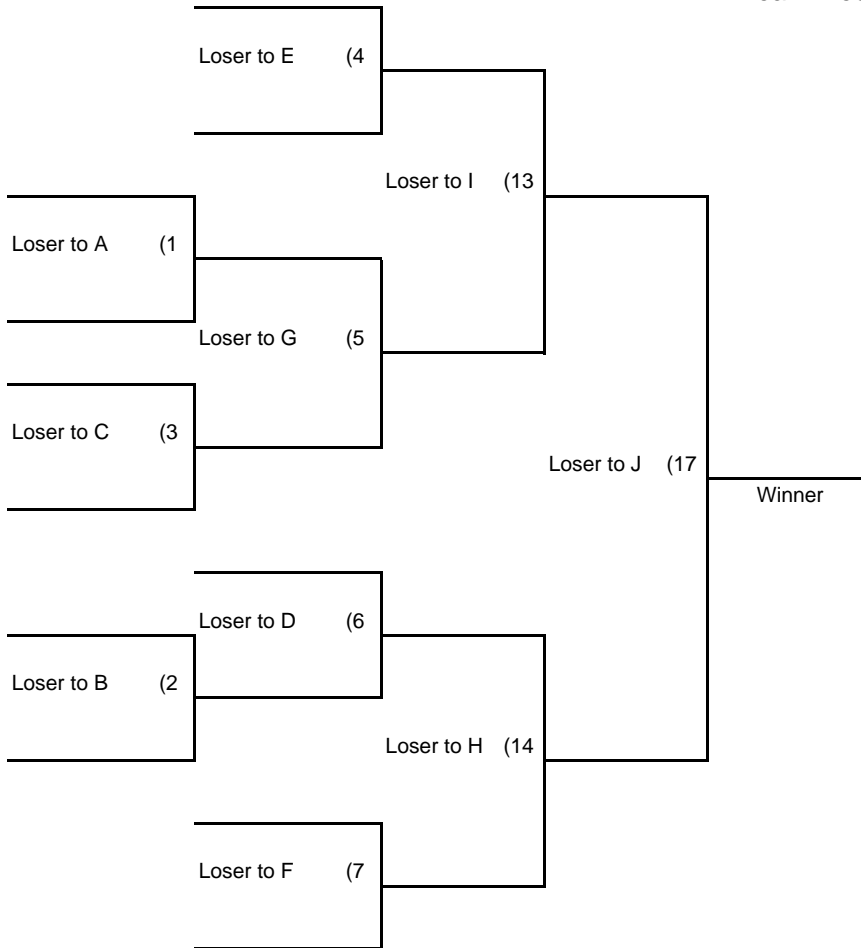 Loser to E (4
Loser to I (13
Loser to A (1
Loser to G (5
Loser to C (3
Loser to J (17
Winner
Loser to D (6
Loser to B (2
Loser to H (14
Loser to F (7